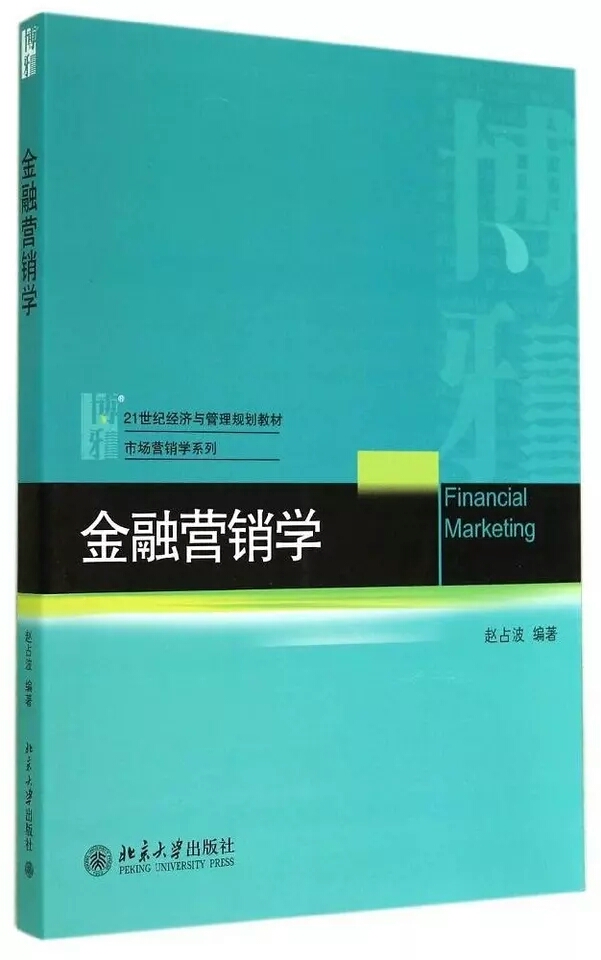 博雅
金融营销学
赵占波 编著
北京大学出版社
博雅
博雅
21世纪经济与管理规划教材
市场营销学系列
金融营销学
Financial
Marketing
赵占波 编著
北京大学出版社
PEKING UNIVERSITY PRESS